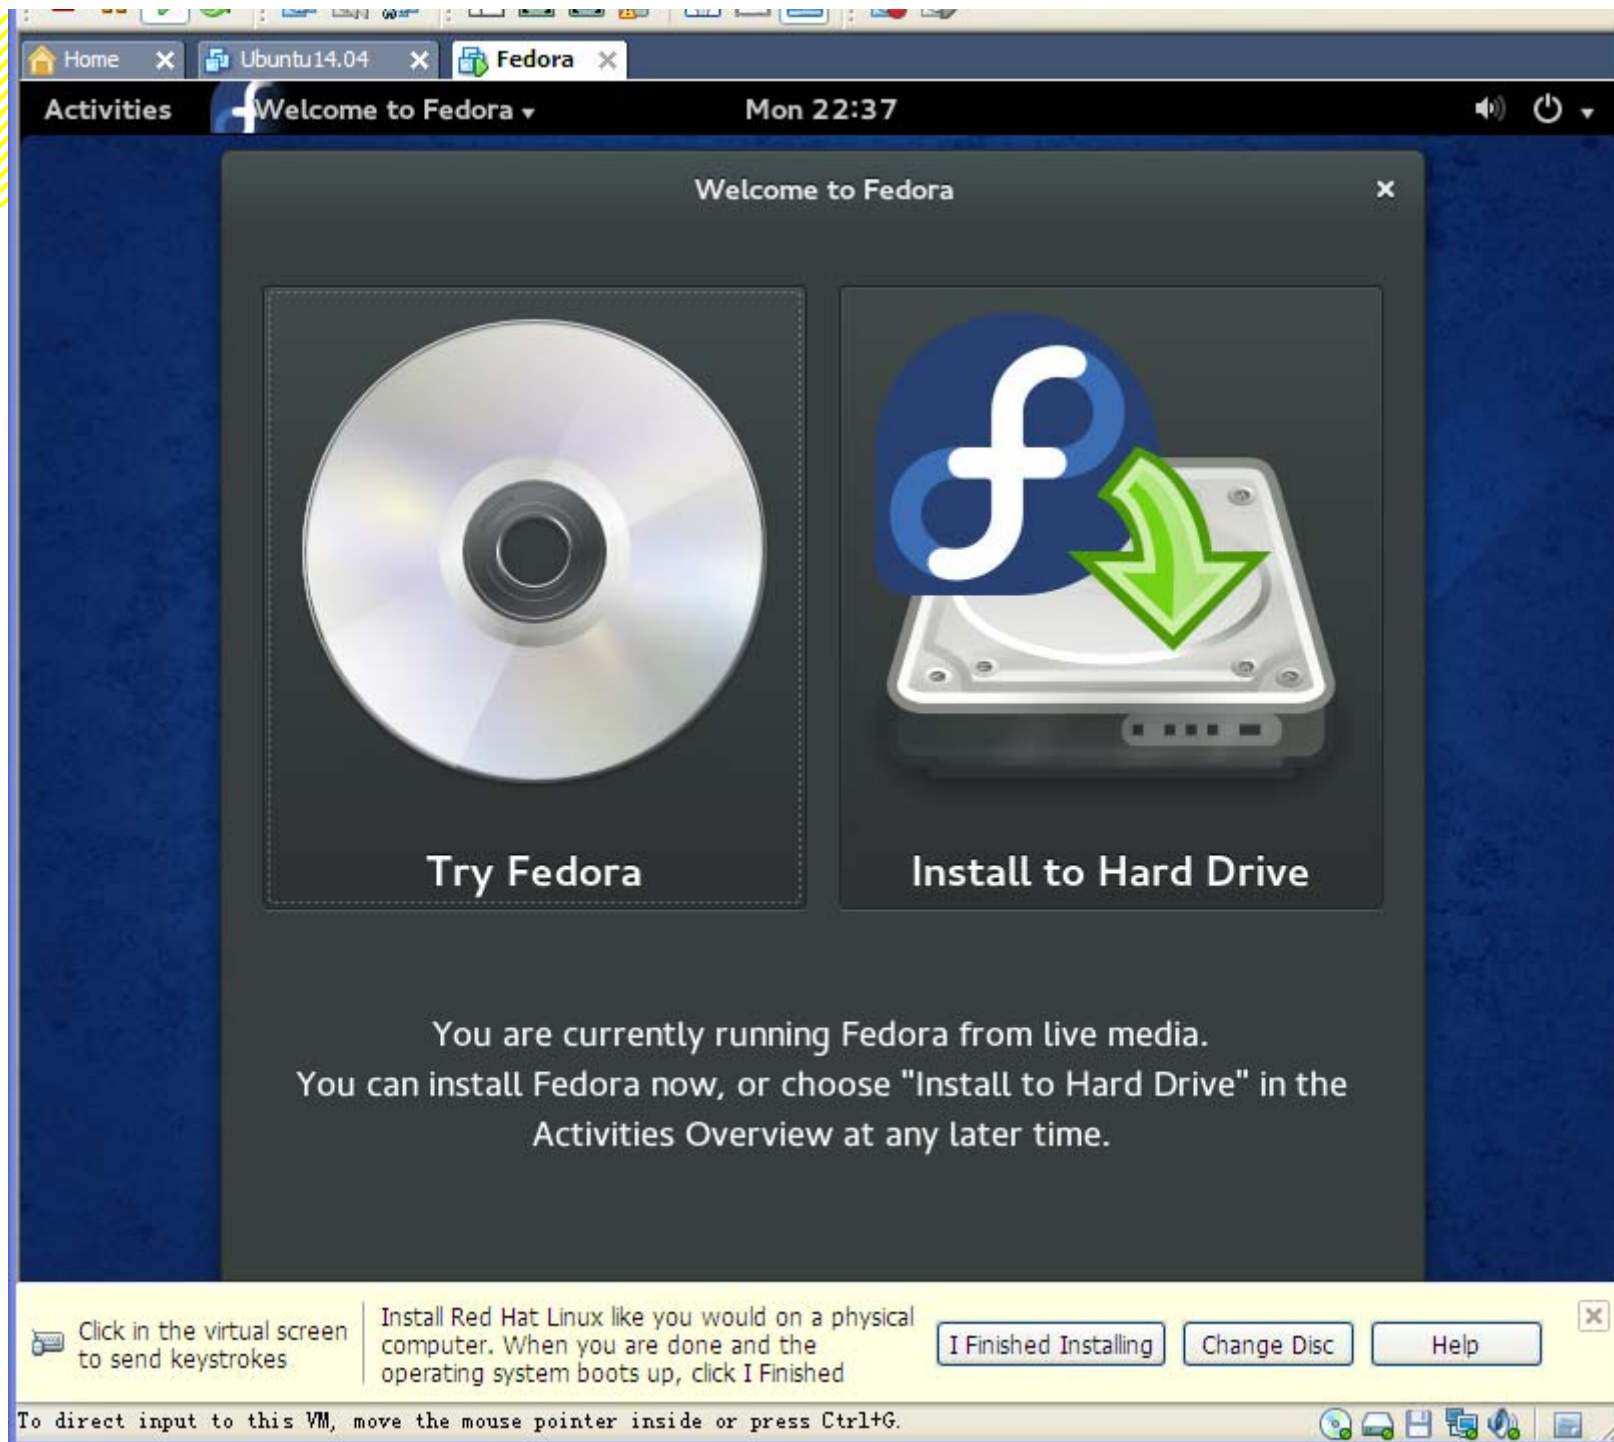 Home
Ubuntu14.04
Fedora
Activities
Welcome to Fedora
Mon 22:37
Welcome to Fedora
Try Fedora
Install to Hard Drive
You are currently running Fedora from live media.
You can install Fedora now, or choose "Install to Hard Drive" in the
Activities Overview at any later time.
Click in the virtual screen
to send keystrokes
Install Red Hat Linux like you would on a physical
computer. When you are done and the
operating system boots up, click I Finished
I Finished Installing
Change Disc
Help
To direct input to this VM, move the mouse pointer inside or press Ctrl+G.